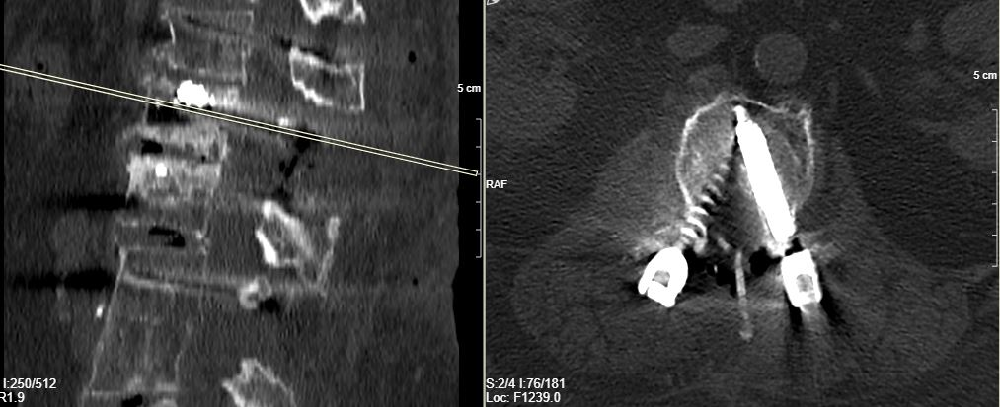 5 cm
5 cm
RAF
I:250/512
R1.9
S:2/4 I:76/181
Loc: F1239.0